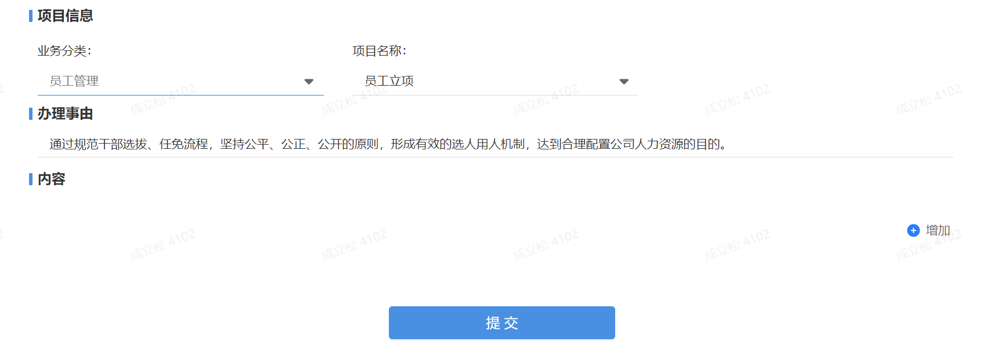 项目信息
业务分类： 项目名称：
员工管理 员工立项
成立松 4102 成立松 4102 成立松 4102 成立松 4102 成立松 4102
办理事由
通过规范干部选拔、任免流程，坚持公平、公正、公开的原则，形成有效的选人用人机制，达到合理配置公司人力资源的目的。
内容
增加
成立松 4102 成立松 4102 成立松 4102 成立松 4102 成立松 4102
提交